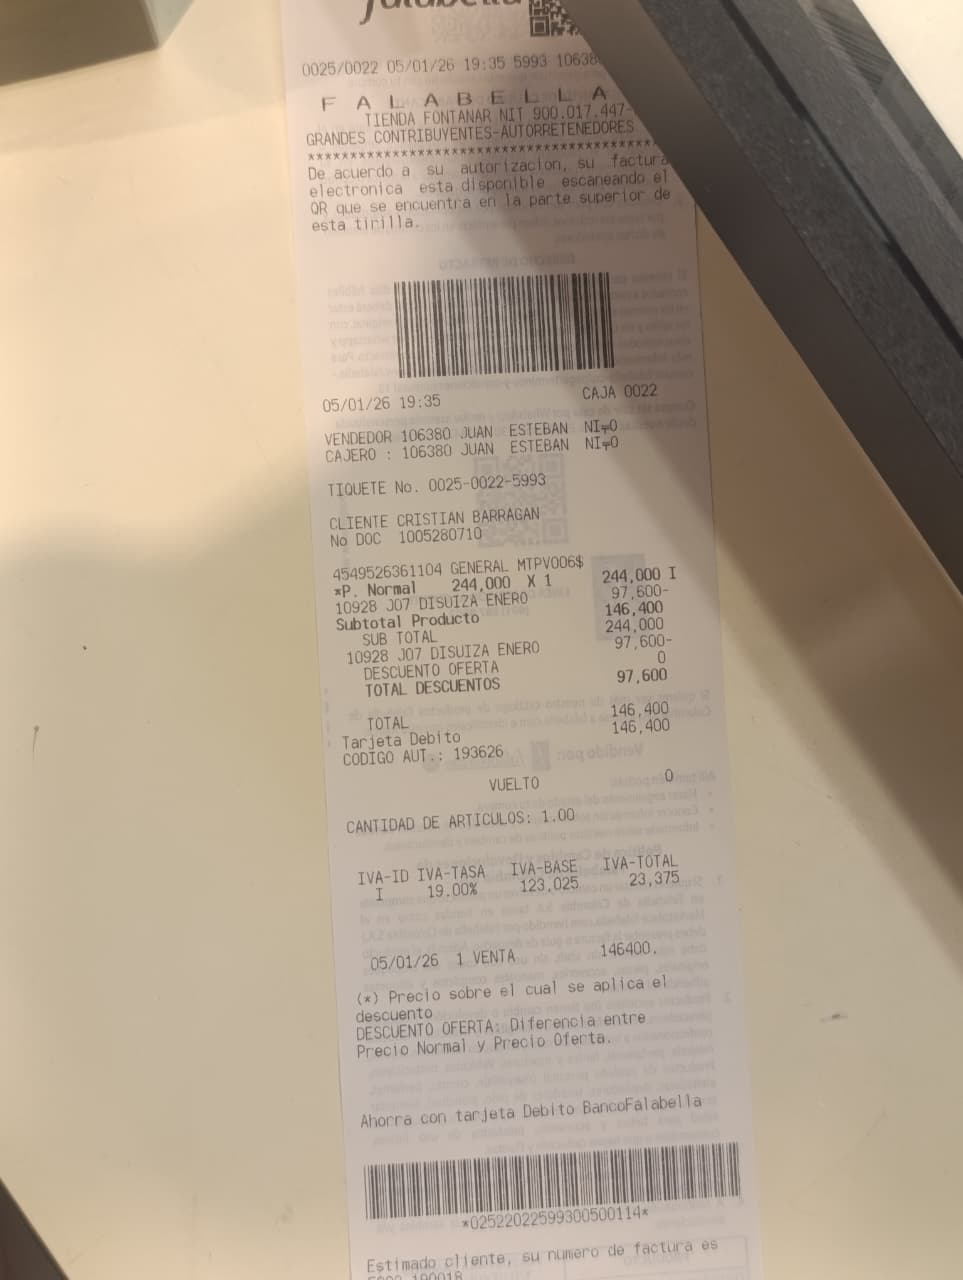 falabella
0025/0022 05/01/26 19:35 5993 10638
F A L A B E L L A
TIENDA FONTANAR NIT 900.017.447-
GRANDES CONTRIBUYENTES-AUTORRETENEDORES
****************************************
De acuerdo a su autorizacion, su factura
electronica esta disponible escaneando el
QR que se encuentra en la parte superior de
esta tirilla.
05/01/26 19:35 CAJA 0022
VENDEDOR 106380 JUAN ESTEBAN NI┬O
CAJERO : 106380 JUAN ESTEBAN NI┬O
TIQUETE No. 0025-0022-5993
CLIENTE CRISTIAN BARRAGAN
No DOC 1005280710
4549526361104 GENERAL MTPV006$
*P. Normal 244,000 X 1 244,000 I
10928 J07 DISUIZA ENERO 97,600-
Subtotal Producto 146,400
SUB TOTAL 244,000
10928 J07 DISUIZA ENERO 97,600-
DESCUENTO OFERTA 0
TOTAL DESCUENTOS 97,600
TOTAL 146,400
Tarjeta Debito 146,400
CODIGO AUT.: 193626
VUELTO 0
CANTIDAD DE ARTICULOS: 1.00
IVA-ID IVA-TASA IVA-BASE IVA-TOTAL
I 19.00% 123,025 23,375
05/01/26 1 VENTA 146400.
(*) Precio sobre el cual se aplica el
descuento
DESCUENTO OFERTA: Diferencia entre
Precio Normal y Precio Oferta.
Ahorra con tarjeta Debito BancoFalabella
*02522022599300500114*
Estimado cliente, su numero de factura es